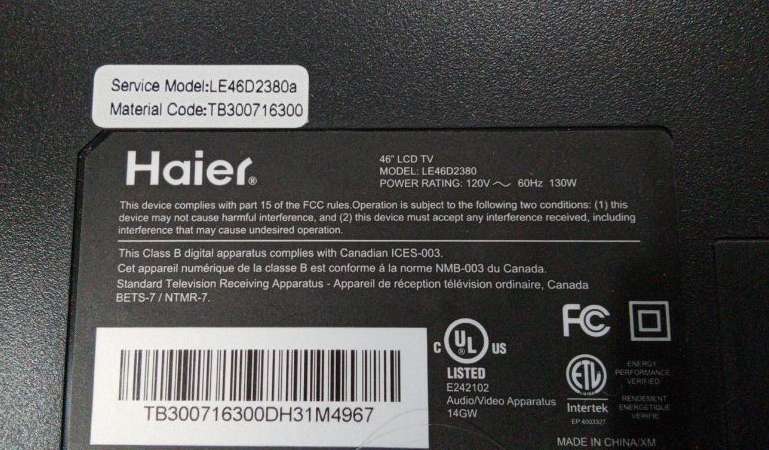 Service Model:LE46D2380a
Material Code:TB300716300
Haier®
46" LCD TV
MODEL: LE46D2380
POWER RATING: 120V ～ 60Hz 130W
This device complies with part 15 of the FCC rules.Operation is subject to the following two conditions: (1) this
device may not cause harmful interference, and (2) this device must accept any interference received, including
interference that may cause undesired operation.
This Class B digital apparatus complies with Canadian ICES-003.
Cet appareil numérique de la classe B est conforme à la norme NMB-003 du Canada.
Standard Television Receiving Apparatus - Appareil de réception télévision ordinaire, Canada
BETS-7 / NTMR-7.
TB300716300DH31M4967
C UL US
®
LISTED
E242102
Audio/Video Apparatus
14GW
FC
ETL
Intertek
ENERGY
PERFORMANCE
VERIFIED
RENDEMENT
ENERGETIQUE
VERIFIE
MADE IN CHINA/XM